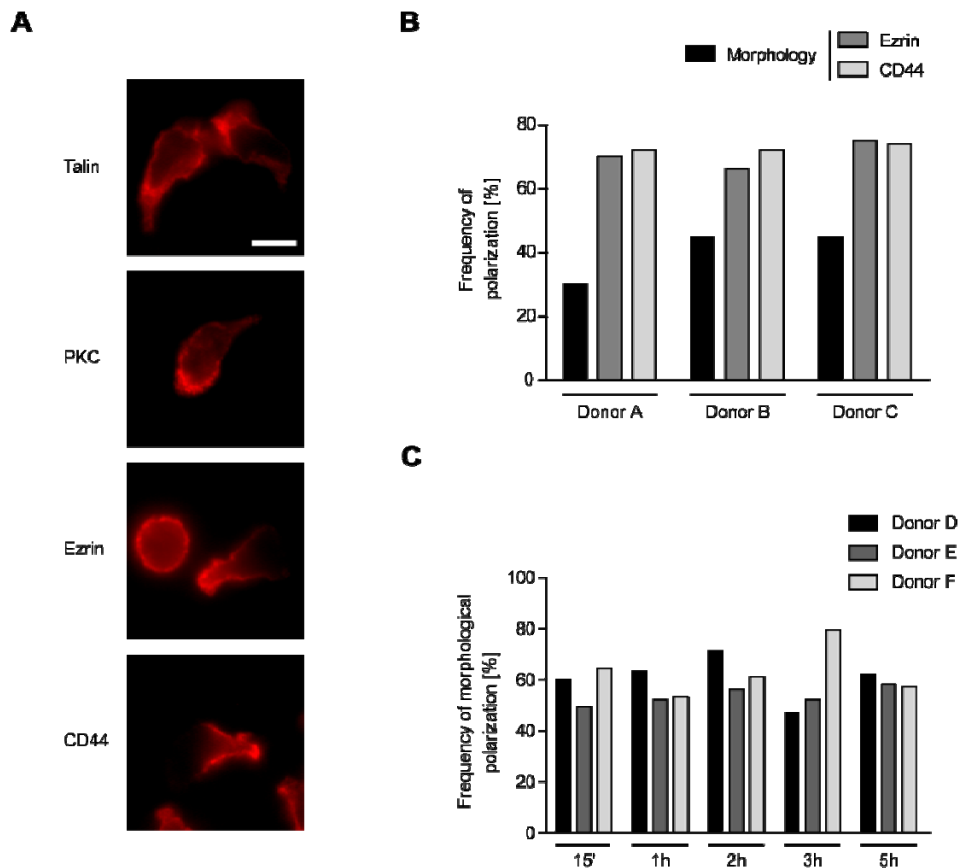 A
Talin
PKC
Ezrin
CD44
B
Morphology
Ezrin
CD44
Frequency of
polarization [%]
80
60
40
20
0
Donor A Donor B Donor C
C
Donor D
Donor E
Donor F
Frequency of morphological
polarization [%]
100
80
60
40
20
0
15' 1h 2h 3h 5h